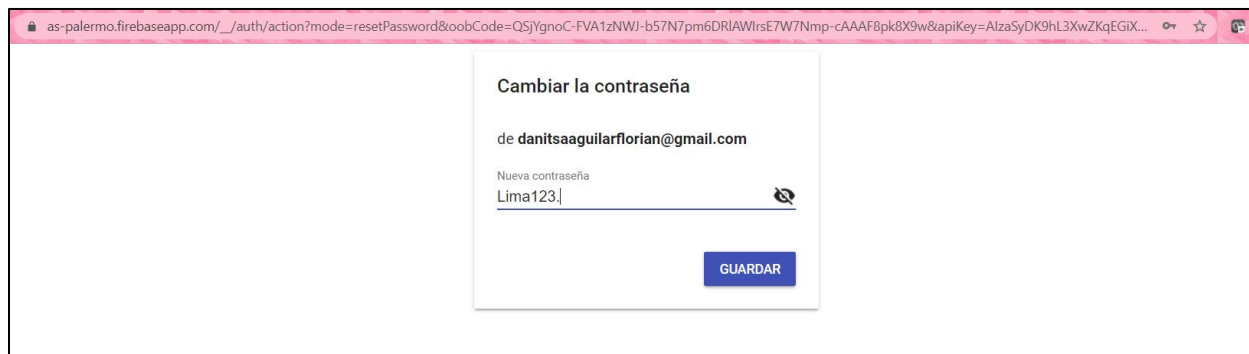 as-palermo.firebaseapp.com/__/auth/action?mode=resetPassword&oobCode=QSjYgnoC-FVA1zNWJ-b57N7pm6DRlAWIrsE7W7Nmp-cAAAF8pk8X9w&apiKey=AIzaSyDK9hL3XwZKqEGiX...
Cambiar la contraseña
de danitsaaguilarflorian@gmail.com
Nueva contraseña
Lima123.
GUARDAR